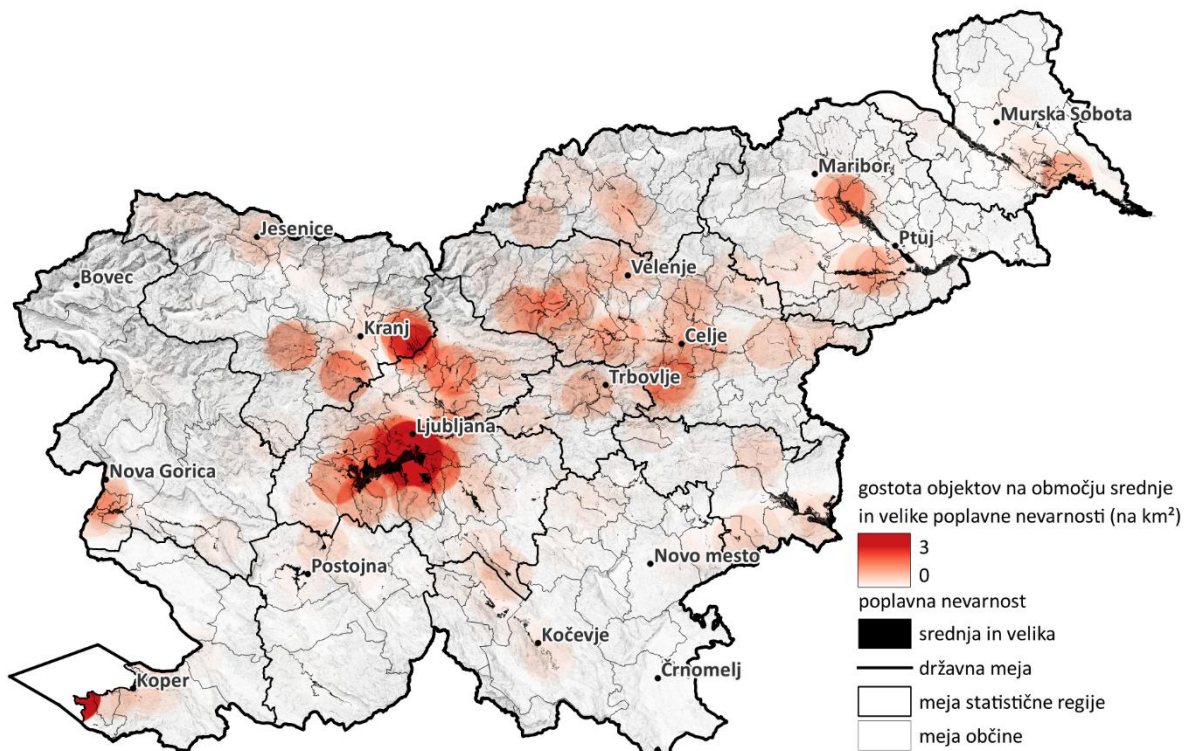 Murska Sobota
Maribor
Jesenice
Ptuj
Bovec
Velenje
Kranj
Celje
Trbovlje
Ljubljana
Nova Gorica
gostota objektov na območju srednje
in velike poplavne nevarnosti (na km²)
3
0
Novo mesto
Postojna
poplavna nevarnost
srednja in velika
Kočevje
državna meja
Koper
Črnomelj
meja statistične regije
meja občine